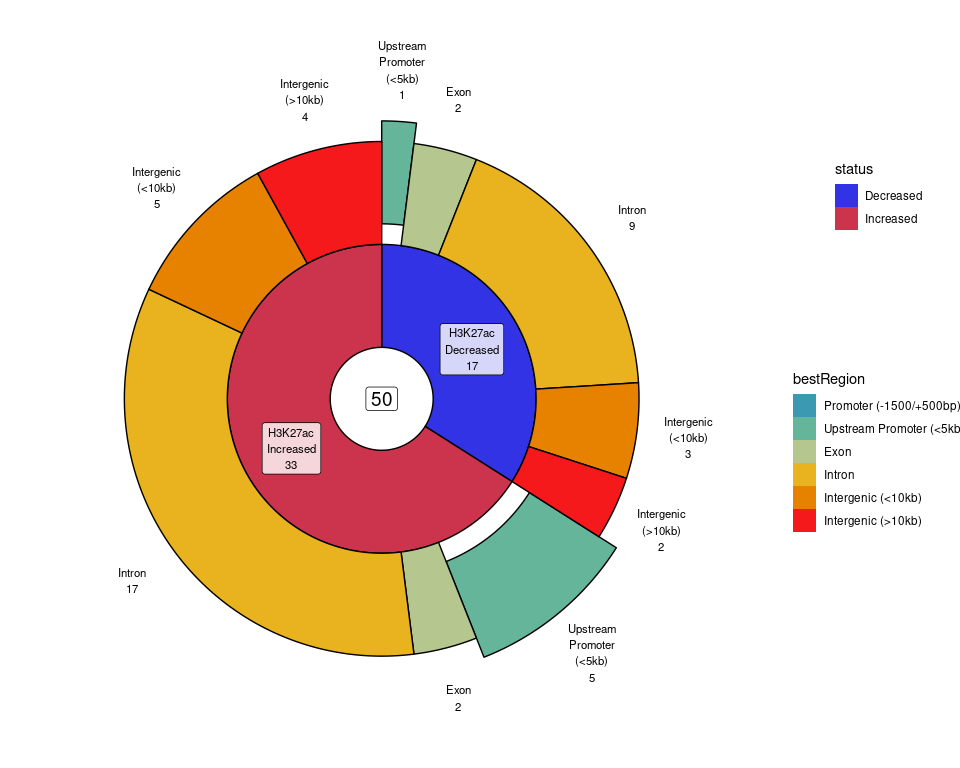 Upstream
Promoter
(<5kb)
1
Exon
2
Intergenic
(>10kb)
4
Intergenic
(<10kb)
5
Intron
9
status
Decreased
Increased
H3K27ac
Decreased
17
50
H3K27ac
Increased
33
Intergenic
(<10kb)
3
Intergenic
(>10kb)
2
Intron
17
Upstream
Promoter
(<5kb)
5
Exon
2
bestRegion
Promoter (-1500/+500bp)
Upstream Promoter (<5kb
Exon
Intron
Intergenic (<10kb)
Intergenic (>10kb)